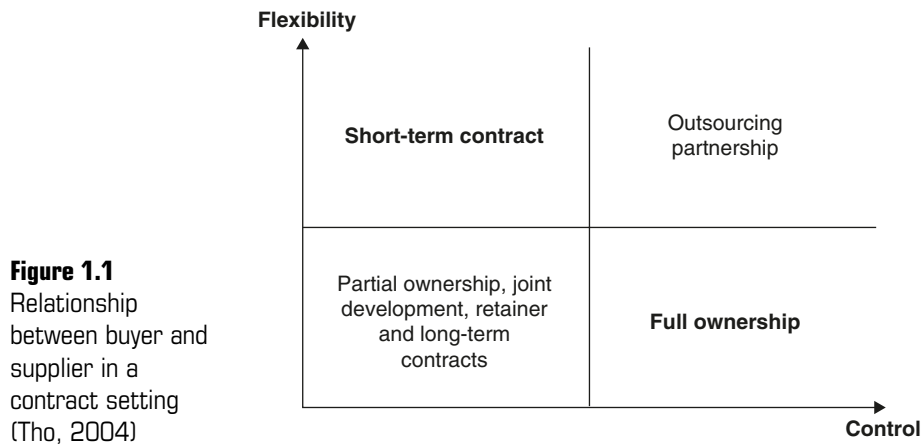 Flexibility
Short-term contract
Outsourcing
partnership
Partial ownership, joint
development, retainer
and long-term
contracts
Full ownership
Control
Figure 1.1
Relationship
between buyer and
supplier in a
contract setting
(Tho, 2004)